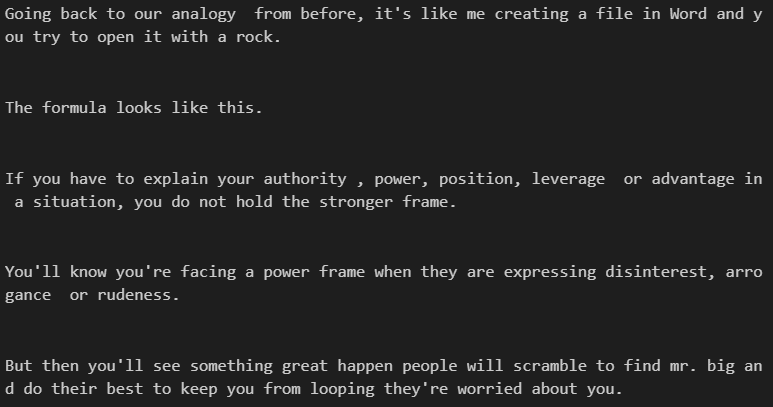 Going back to our analogy  from before, it's like me creating a file in Word and y
ou try to open it with a rock.
The formula looks like this.
If you have to explain your authority , power, position, leverage  or advantage in
 a situation, you do not hold the stronger frame.
You'll know you're facing a power frame when they are expressing disinterest, arro
gance  or rudeness.
But then you'll see something great happen people will scramble to find mr. big an
d do their best to keep you from looping they're worried about you.